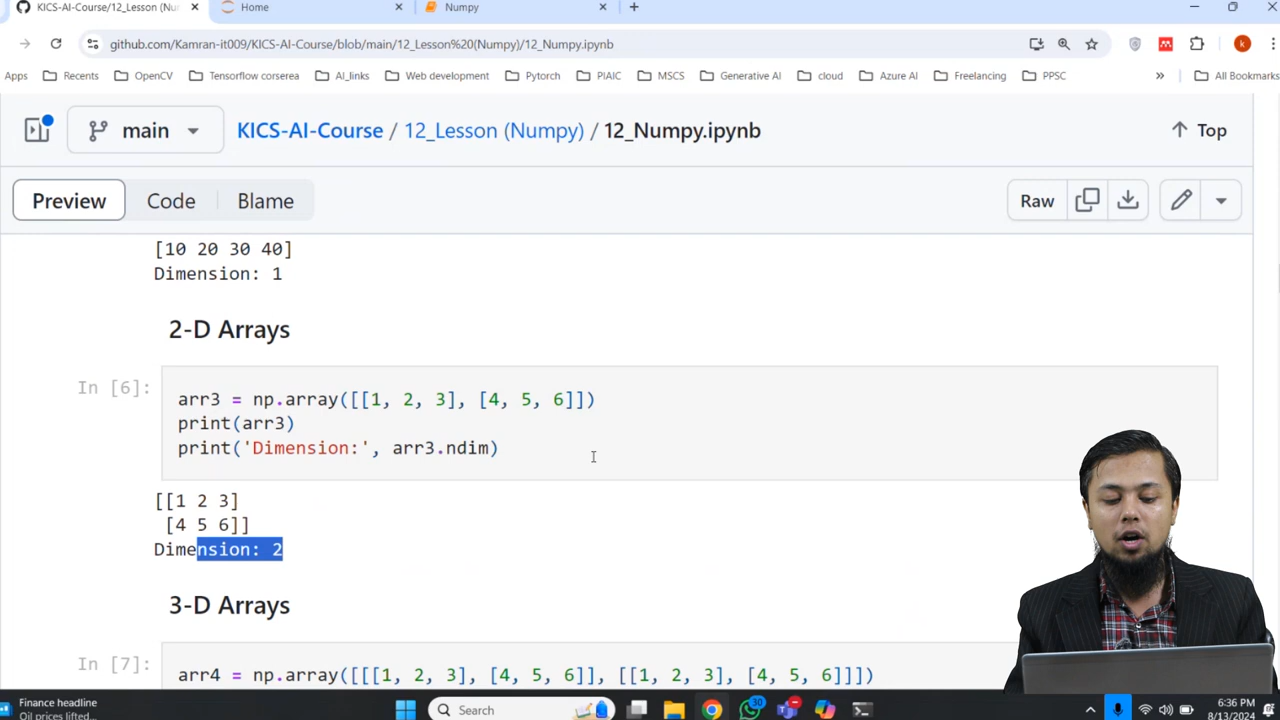 12_Lesson (Nu
Home
Numpy
github.com/Kamran-it009/KICS-AI-Course/blob/main/12_Lesson%20(Numpy)/12_Numpy.ipynb
k
Apps Recents OpenCV Tensorflow corsera AI_links Web development Pytorch PIAIC MSCS Generative AI cloud Azure AI Freelancing PPSC » All Bookmarks
main KICS-AI-Course / 12_Lesson (Numpy) / 12_Numpy.ipynb Top
Preview Code Blame Raw
[10 20 30 40]
Dimension: 1
2-D Arrays
In [6]:
arr3 = np.array([[1, 2, 3], [4, 5, 6]])
print(arr3)
print('Dimension:', arr3.ndim)
[[1 2 3]
[4 5 6]]
Dimension: 2
3-D Arrays
In [7]:
arr4 = np.array([[[1, 2, 3], [4, 5, 6]], [[1, 2, 3], [4, 5, 6]]])
Finance headline
Oil prices lifted...
Search
30
6:36 PM
8/13/2024